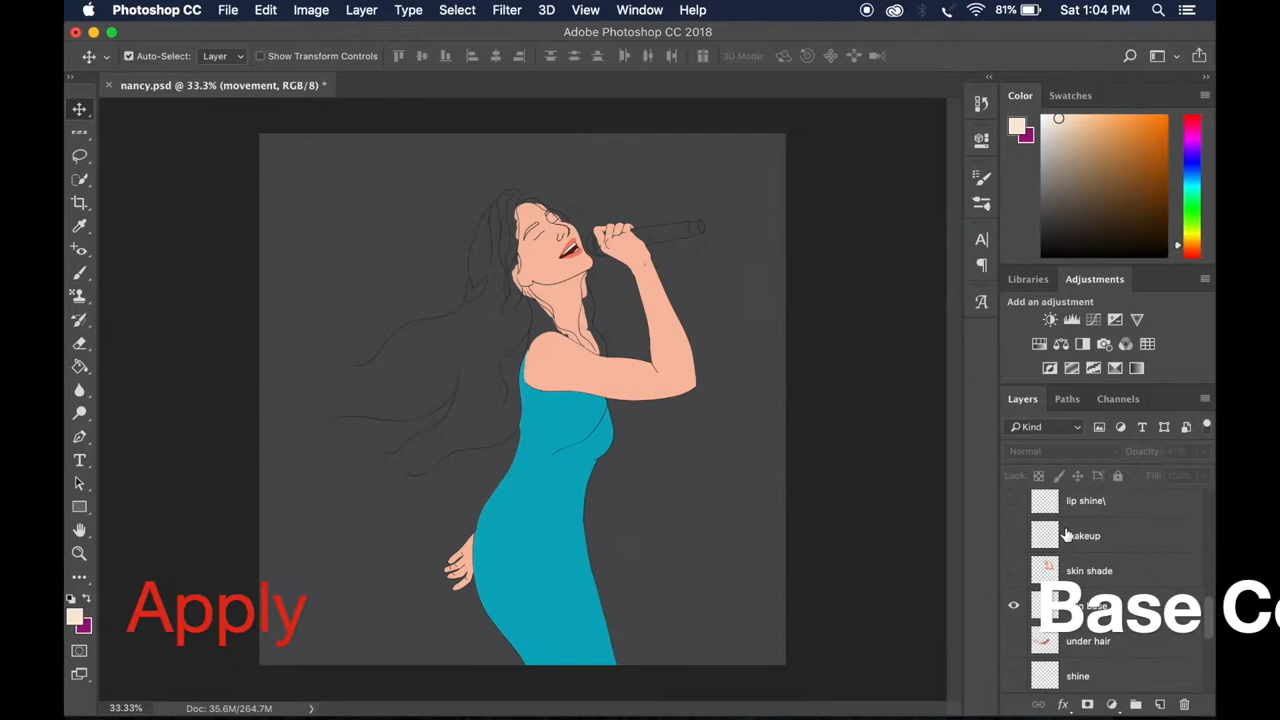 Photoshop CC File Edit Image Layer Type Select Filter 3D View Window Help 81% Sat 1:04 PM
Adobe Photoshop CC 2018
Auto-Select: Layer Show Transform Controls 3D Mode:
nancy.psd @ 33.3% (movement, RGB/8) *
Color Swatches
Libraries Adjustments
Add an adjustment
Layers Paths Channels
Kind
Normal Opacity: 41%
Lock: Fill: 100%
lip shine\
skin shade
under hair
shine
Apply
Base Co
33.33% Doc: 35.6M/264.7M